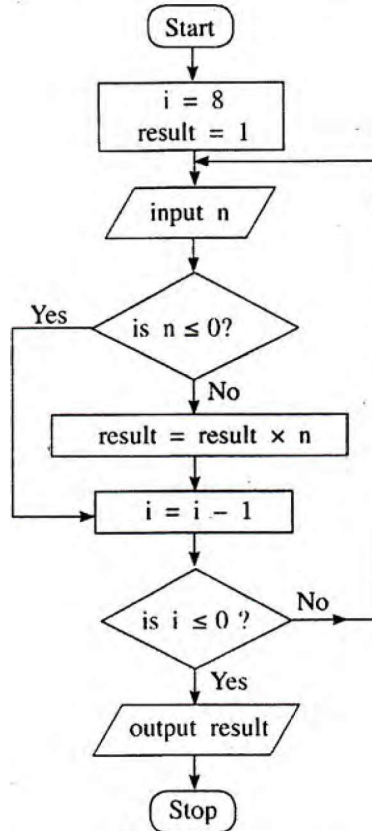 Start
i = 8
result = 1
input n
is n ≤ 0?
Yes
No
result = result × n
i = i – 1
is i ≤ 0 ?
No
Yes
output result
Stop